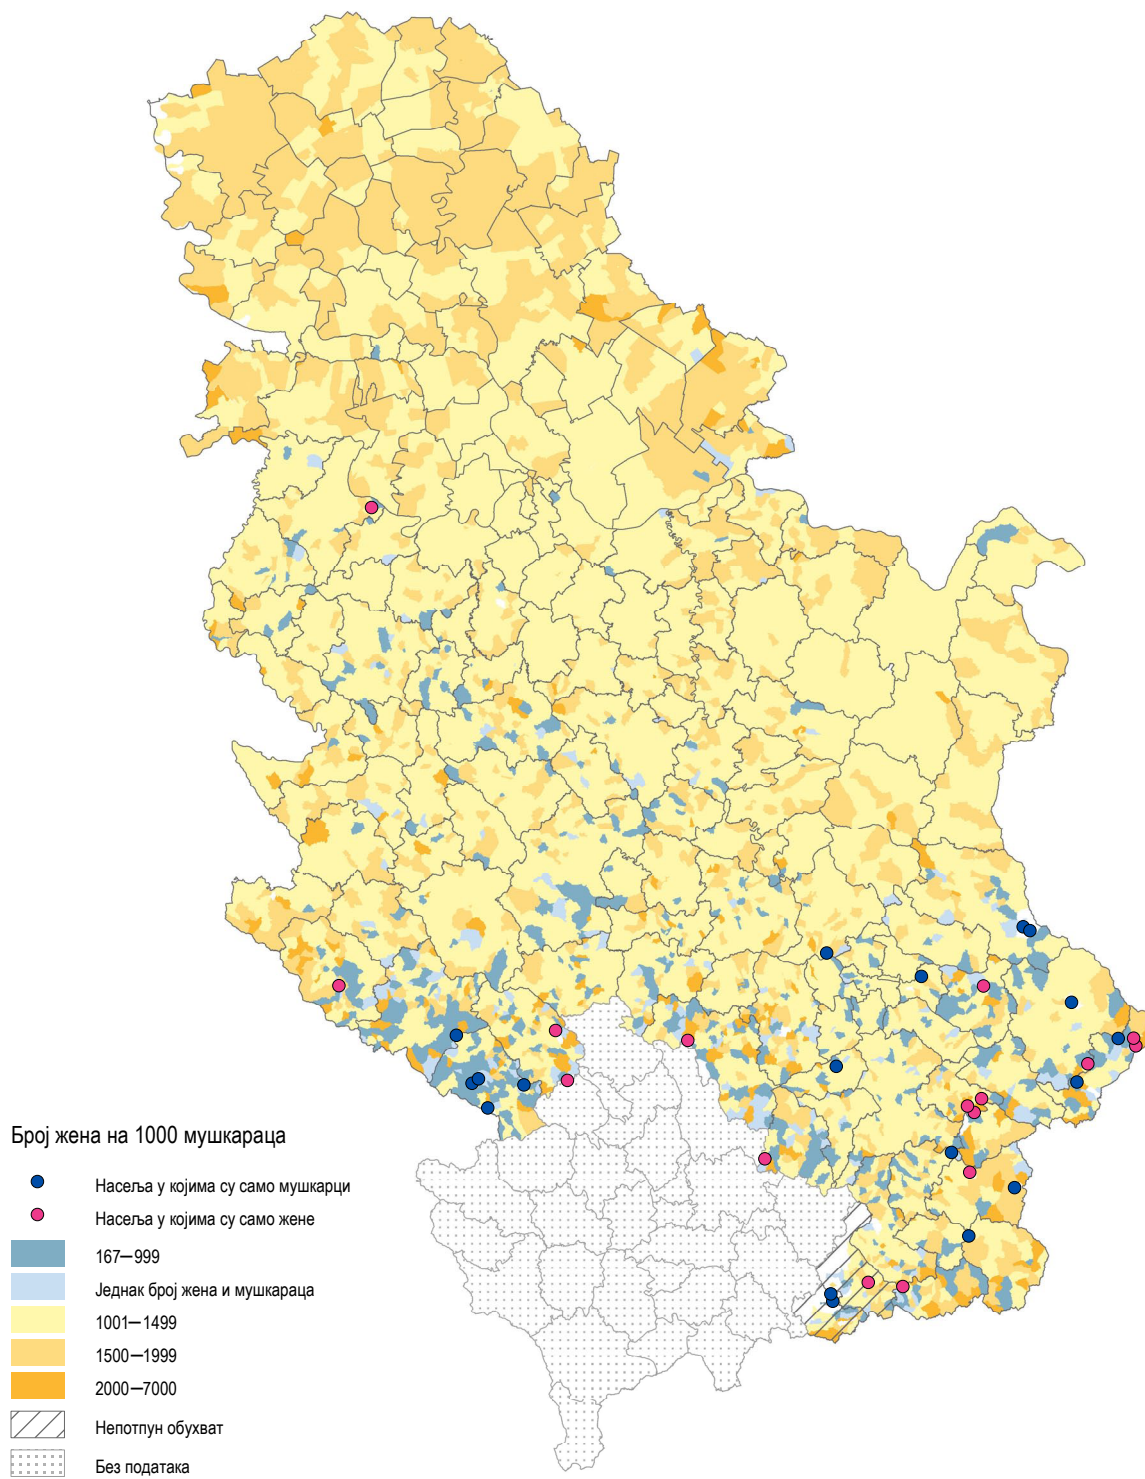 Број жена на 1000 мушкараца
Насеља у којима су само мушкарци
Насеља у којима су само жене
167—999
Једнак број жена и мушкараца
1001—1499
1500—1999
2000—7000
Непотпун обухват
Без података